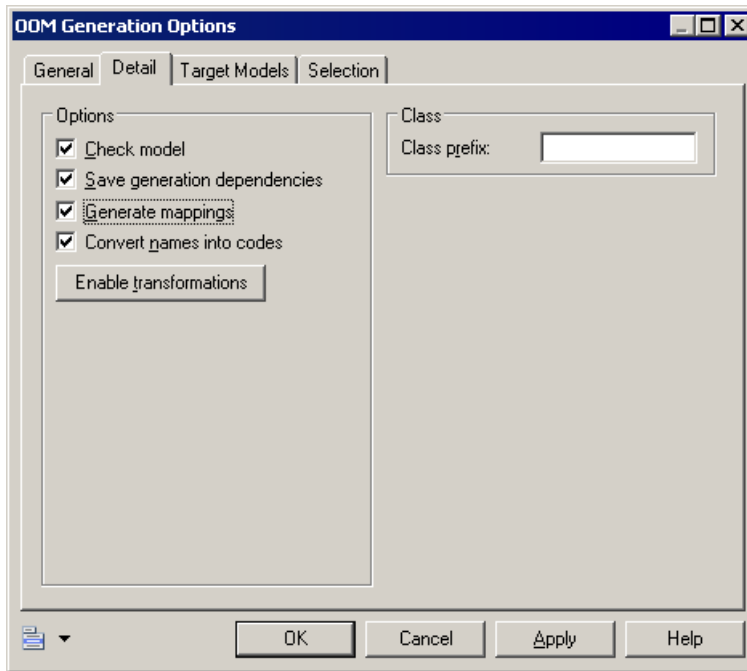 OOM Generation Options
General
Detail
Target Models
Selection
Options
Check model
Save generation dependencies
Generate mappings
Convert names into codes
Enable transformations
Class
Class prefix:
OK
Cancel
Apply
Help